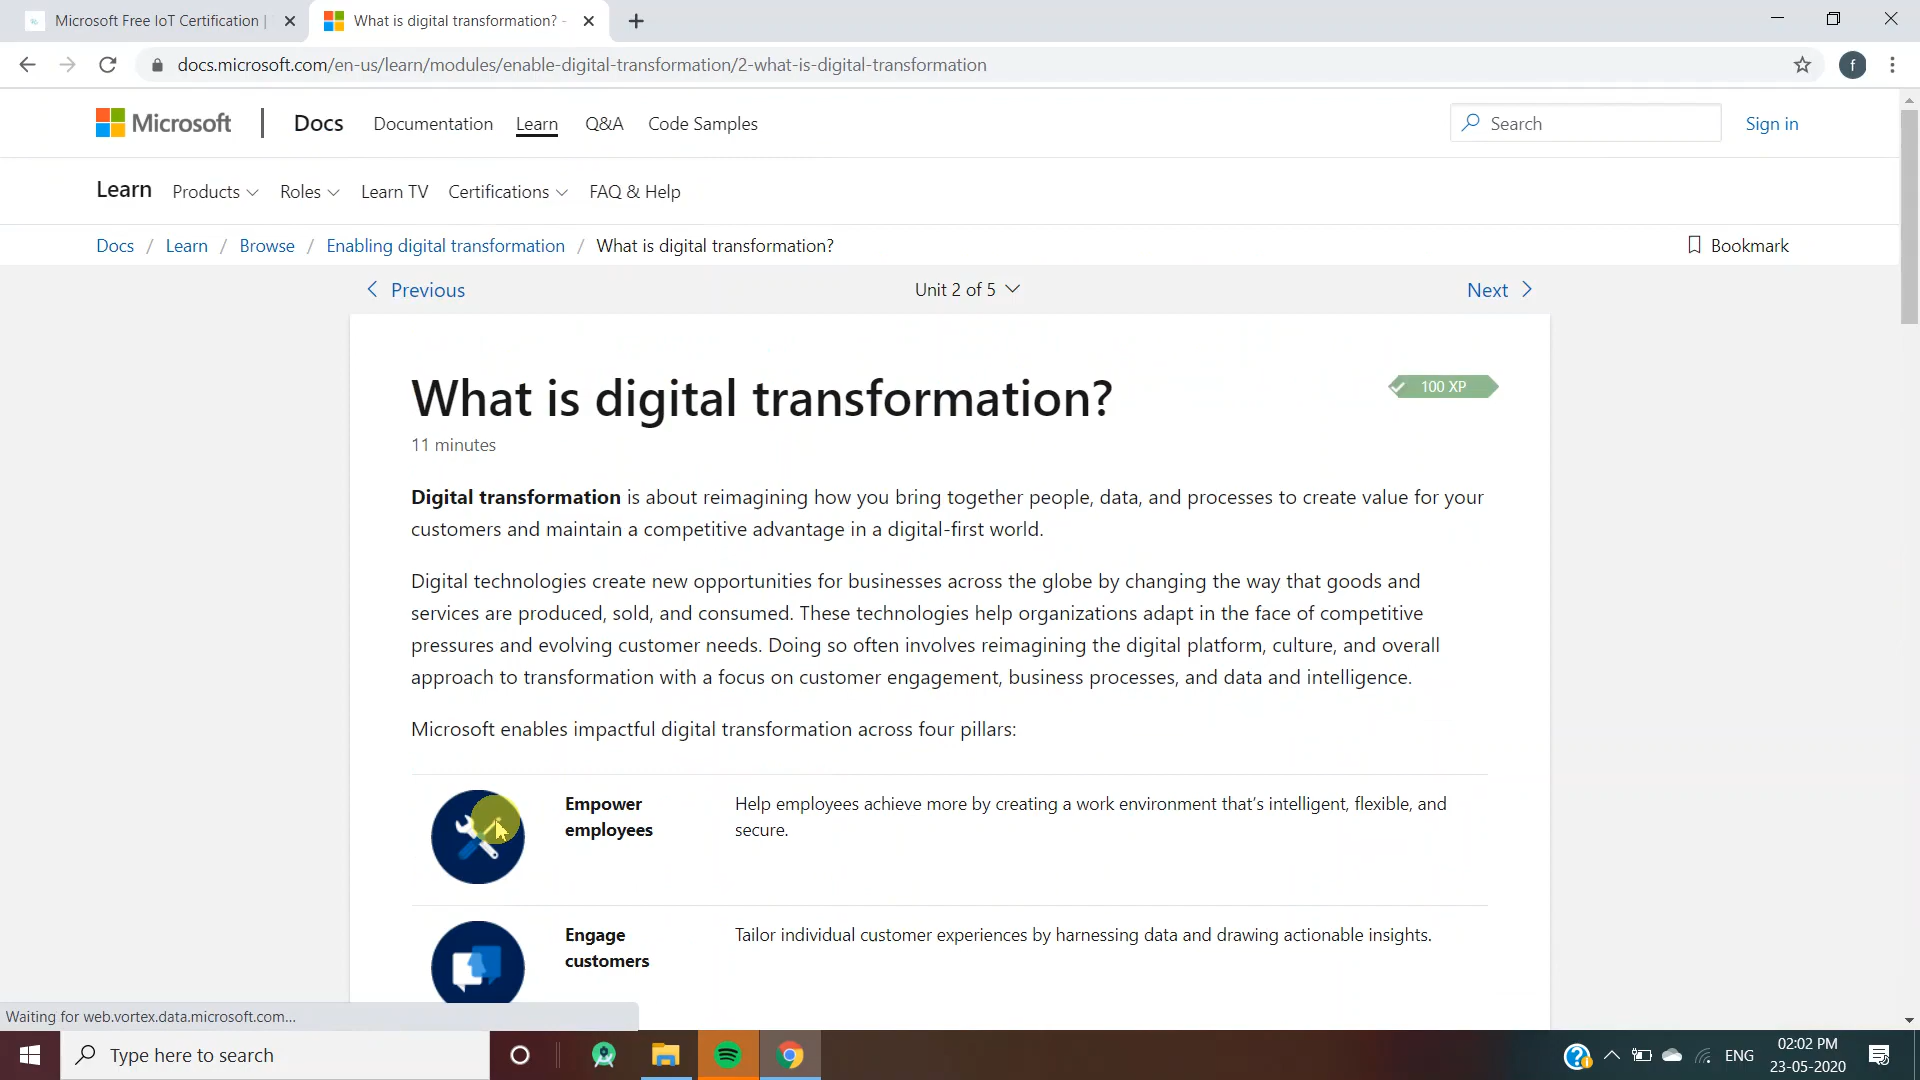 Microsoft Free IoT Certification |
What is digital transformation? -
docs.microsoft.com/en-us/learn/modules/enable-digital-transformation/2-what-is-digital-transformation
f
Microsoft
Docs
Documentation
Learn
Q&A
Code Samples
Search
Sign in
Learn
Products
Roles
Learn TV
Certifications
FAQ & Help
Docs / Learn / Browse / Enabling digital transformation / What is digital transformation?
Bookmark
Previous
Unit 2 of 5
Next
What is digital transformation?
100 XP
11 minutes
Digital transformation is about reimagining how you bring together people, data, and processes to create value for your
customers and maintain a competitive advantage in a digital-first world.
Digital technologies create new opportunities for businesses across the globe by changing the way that goods and
services are produced, sold, and consumed. These technologies help organizations adapt in the face of competitive
pressures and evolving customer needs. Doing so often involves reimagining the digital platform, culture, and overall
approach to transformation with a focus on customer engagement, business processes, and data and intelligence.
Microsoft enables impactful digital transformation across four pillars:
Empower
employees
Help employees achieve more by creating a work environment that's intelligent, flexible, and
secure.
Engage
customers
Tailor individual customer experiences by harnessing data and drawing actionable insights.
Waiting for web.vortex.data.microsoft.com...
Type here to search
ENG
02:02 PM
23-05-2020